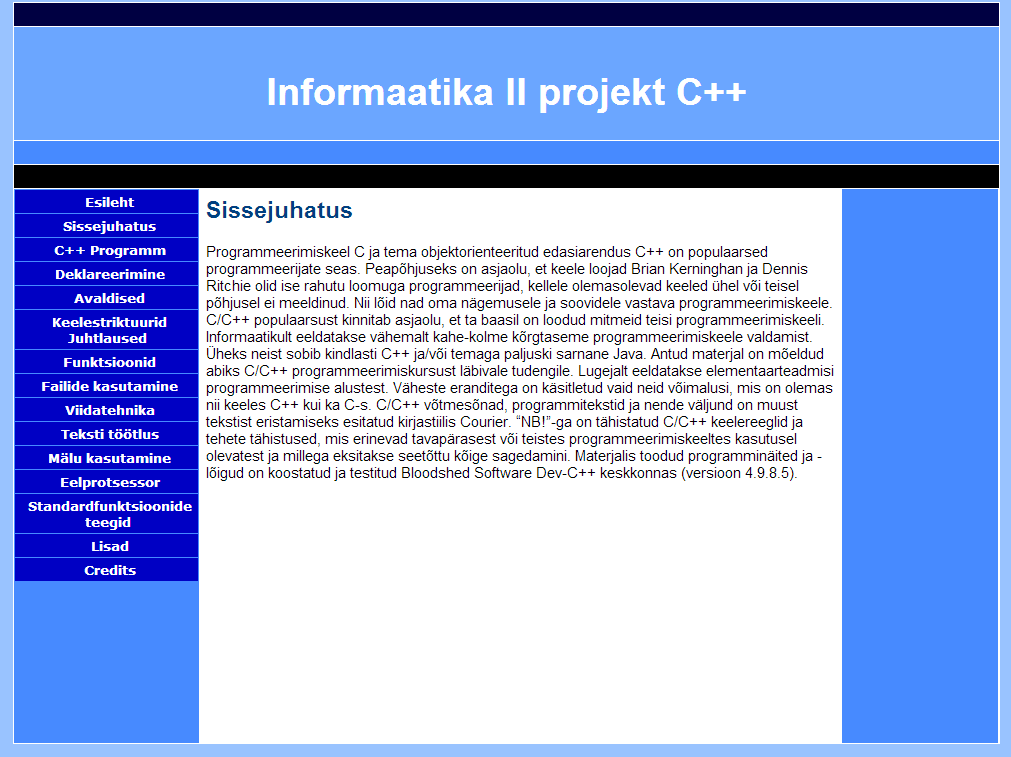 Informaatika II projekt C++
Esileht
Sissejuhatus
C++ Programm
Deklareerimine
Avaldised
Keelestriktuurid
Juhtlaused
Funktsioonid
Failide kasutamine
Viidatehnika
Teksti töötlus
Mälu kasutamine
Eelprotsessor
Standardfunktsioonide
teegid
Lisad
Credits
Sissejuhatus
Programmeerimiskeel C ja tema objektorienteeritud edasiarendus C++ on populaarsed
programmeerijate seas. Peapõhjuseks on asjaolu, et keele loojad Brian Kerninghan ja Dennis
Ritchie olid ise rahutu loomuga programmeerijad, kellele olemasolevad keeled ühel või teisel
põhjusel ei meeldinud. Nii lõid nad oma nägemusele ja soovidele vastava programmeerimiskeele.
C/C++ populaarsust kinnitab asjaolu, et ta baasil on loodud mitmeid teisi programmeerimiskeeli.
Informaatikult eeldatakse vähemalt kahe-kolme kõrgtaseme programmeerimiskeele valdamist.
Üheks neist sobib kindlasti C++ ja/või temaga paljuski sarnane Java. Antud materjal on mõeldud
abiks C/C++ programmeerimiskursust läbivale tudengile. Lugejalt eeldatakse elementaarteadmisi
programmeerimise alustest. Väheste eranditega on käsitletud vaid neid võimalusi, mis on olemas
nii keeles C++ kui ka C-s. C/C++ võtmesõnad, programmitekstid ja nende väljund on muust
tekstist eristamiseks esitatud kirjastiilis Courier. “NB!”-ga on tähistatud C/C++ keelereeglid ja
tehete tähistused, mis erinevad tavapärasest või teistes programmeerimiskeeltes kasutusel
olevatest ja millega eksitakse seetõttu kõige sagedamini. Materjalis toodud programminäited ja -
lõigud on koostatud ja testitud Bloodshed Software Dev-C++ keskkonnas (versioon 4.9.8.5).